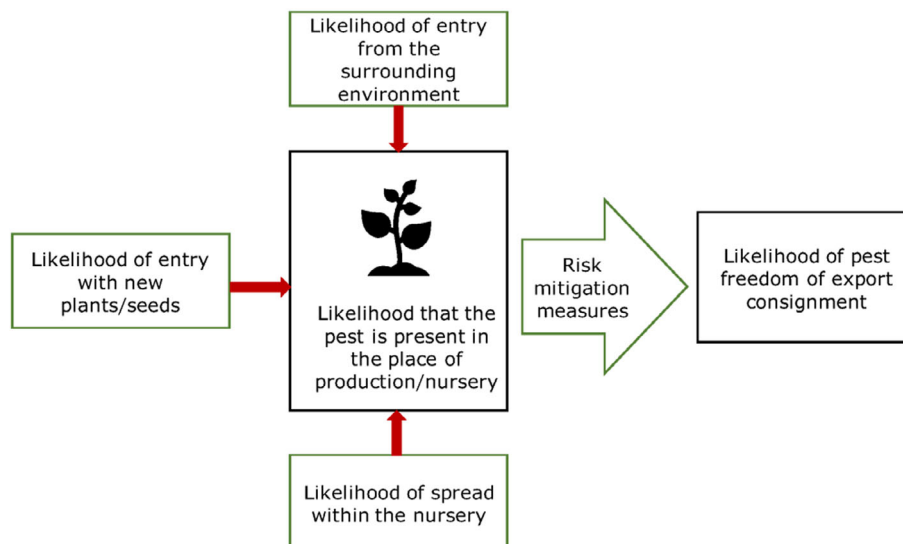 Likelihood of entry
from the
surrounding
environment
Likelihood of entry
with new
plants/seeds
Likelihood that the
pest is present in
the place of
production/nursery
Risk
mitigation
measures
Likelihood of pest
freedom of export
consignment
Likelihood of spread
within the nursery